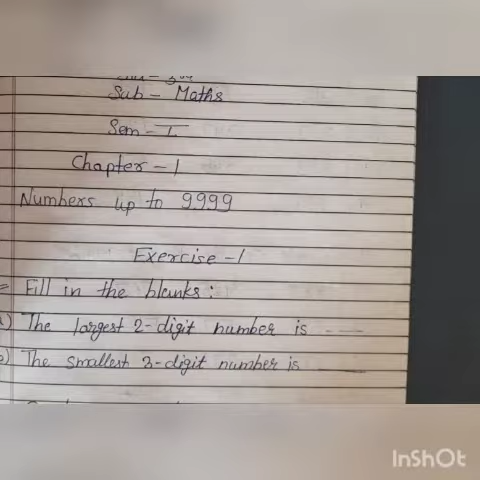 Sub - Maths
Sem - I
Chapter - 1
Numbers up to 9999
Exercise - 1
= Fill in the blanks :
a) The largest 2-digit number is ----
b) The smallest 3-digit number is ____
InShOt